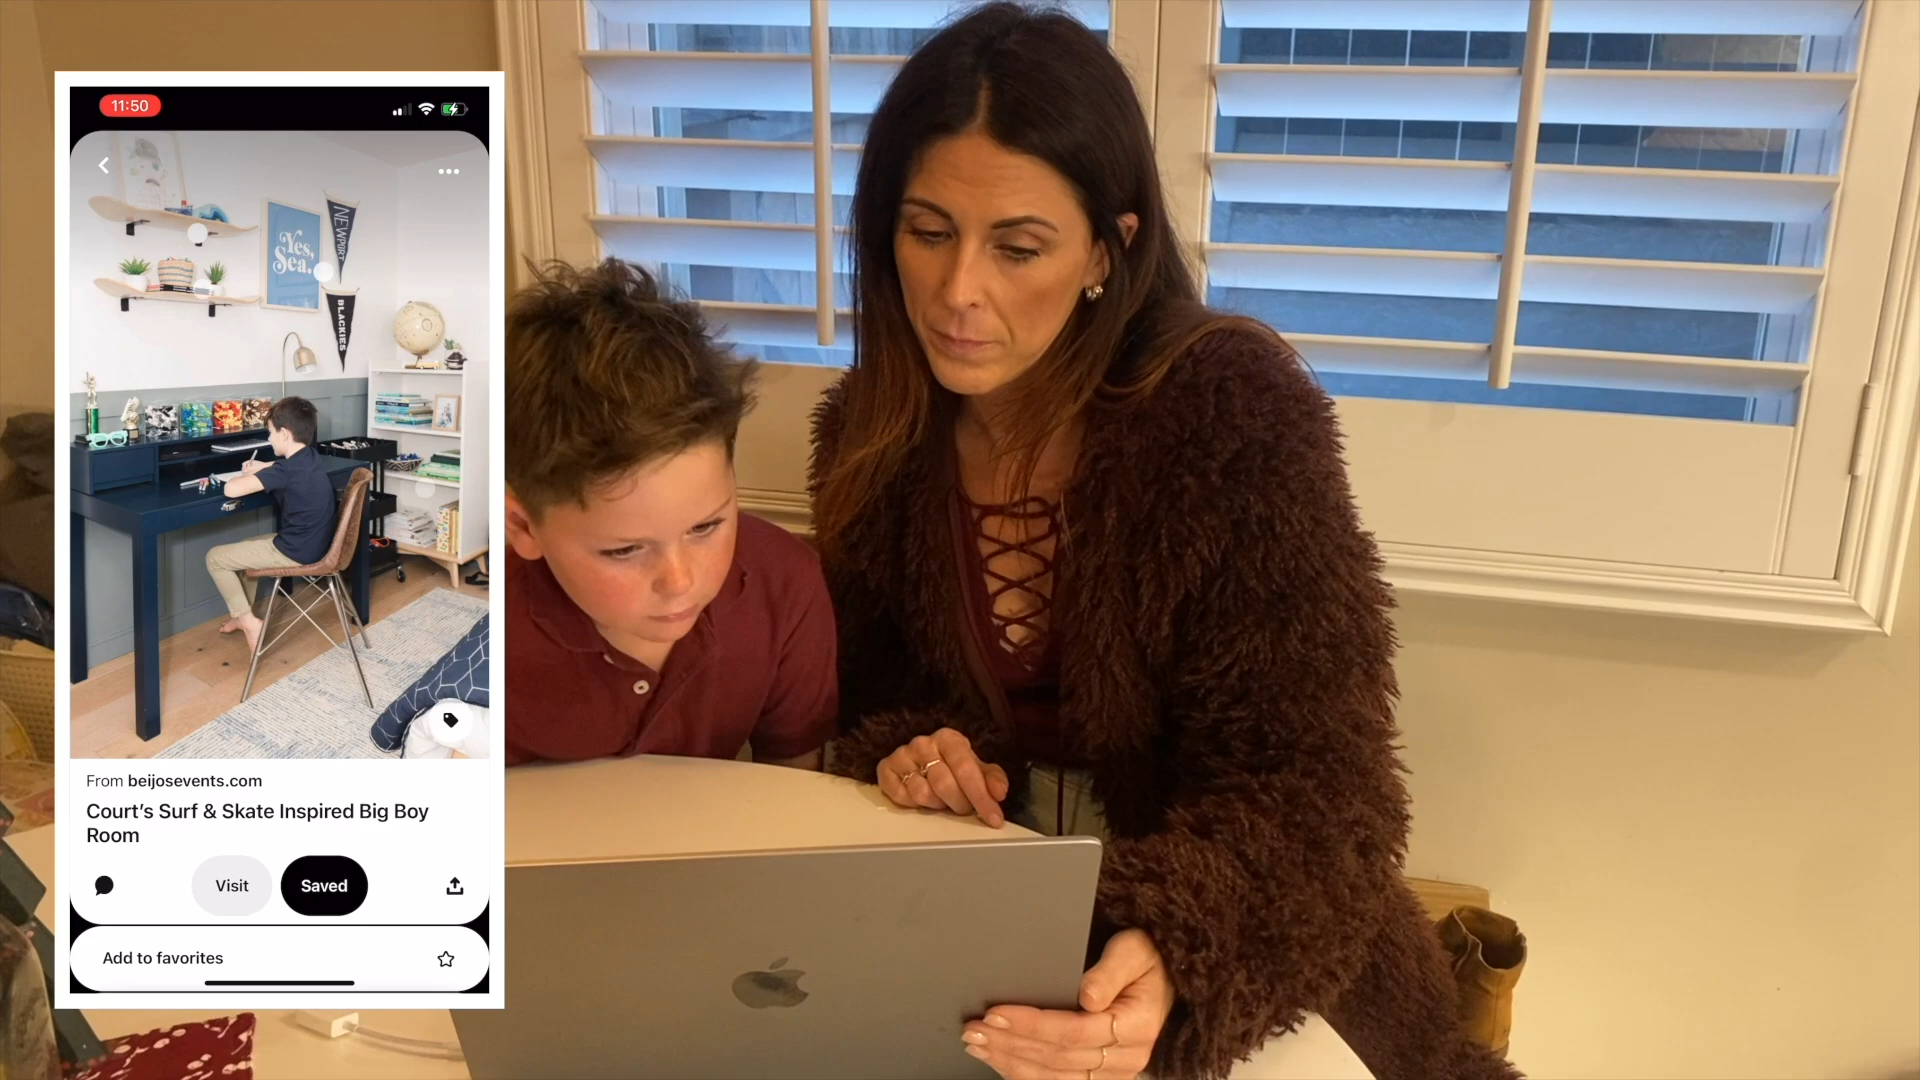 11:50
NEWPORT
Yes,
Sea.
BLACKIES
From beijosevents.com
Court's Surf & Skate Inspired Big Boy
Room
Visit
Saved
Add to favorites